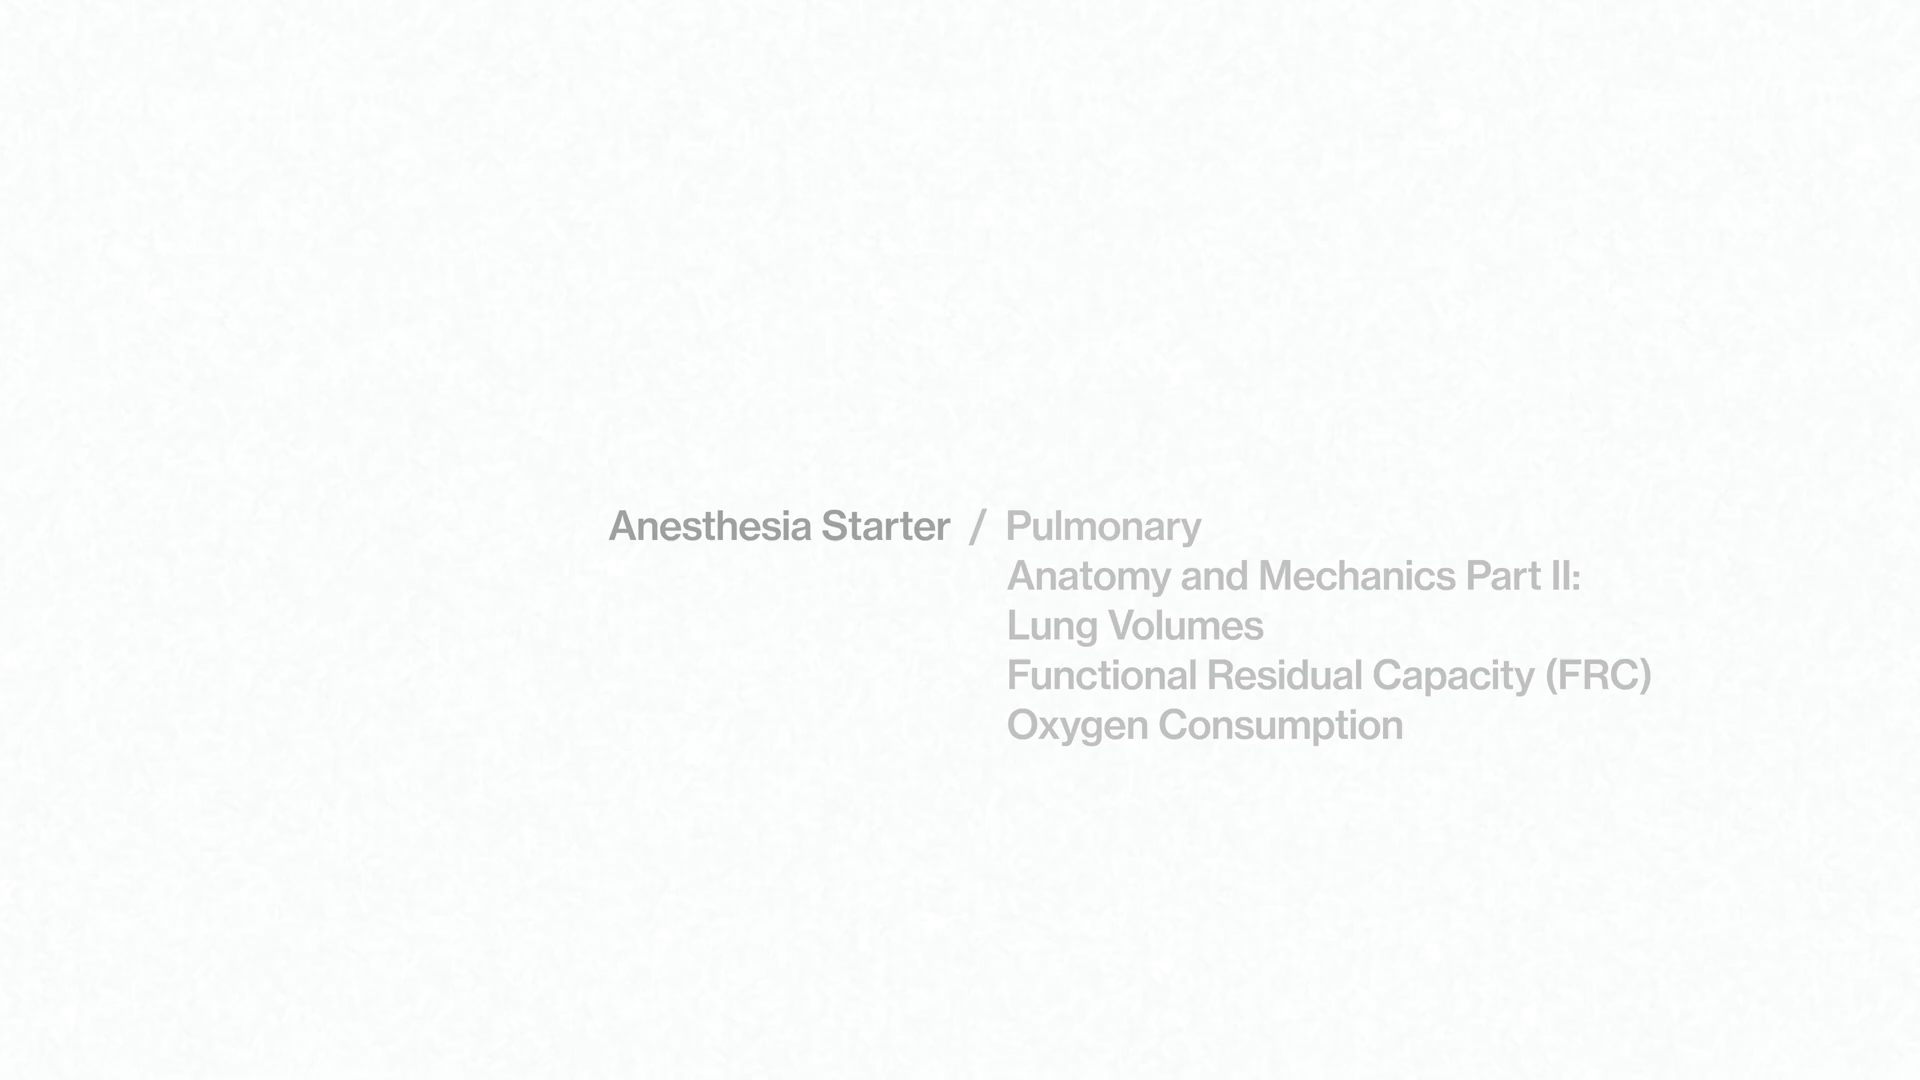 Anesthesia Starter / Pulmonary
Anatomy and Mechanics Part II:
Lung Volumes
Functional Residual Capacity (FRC)
Oxygen Consumption